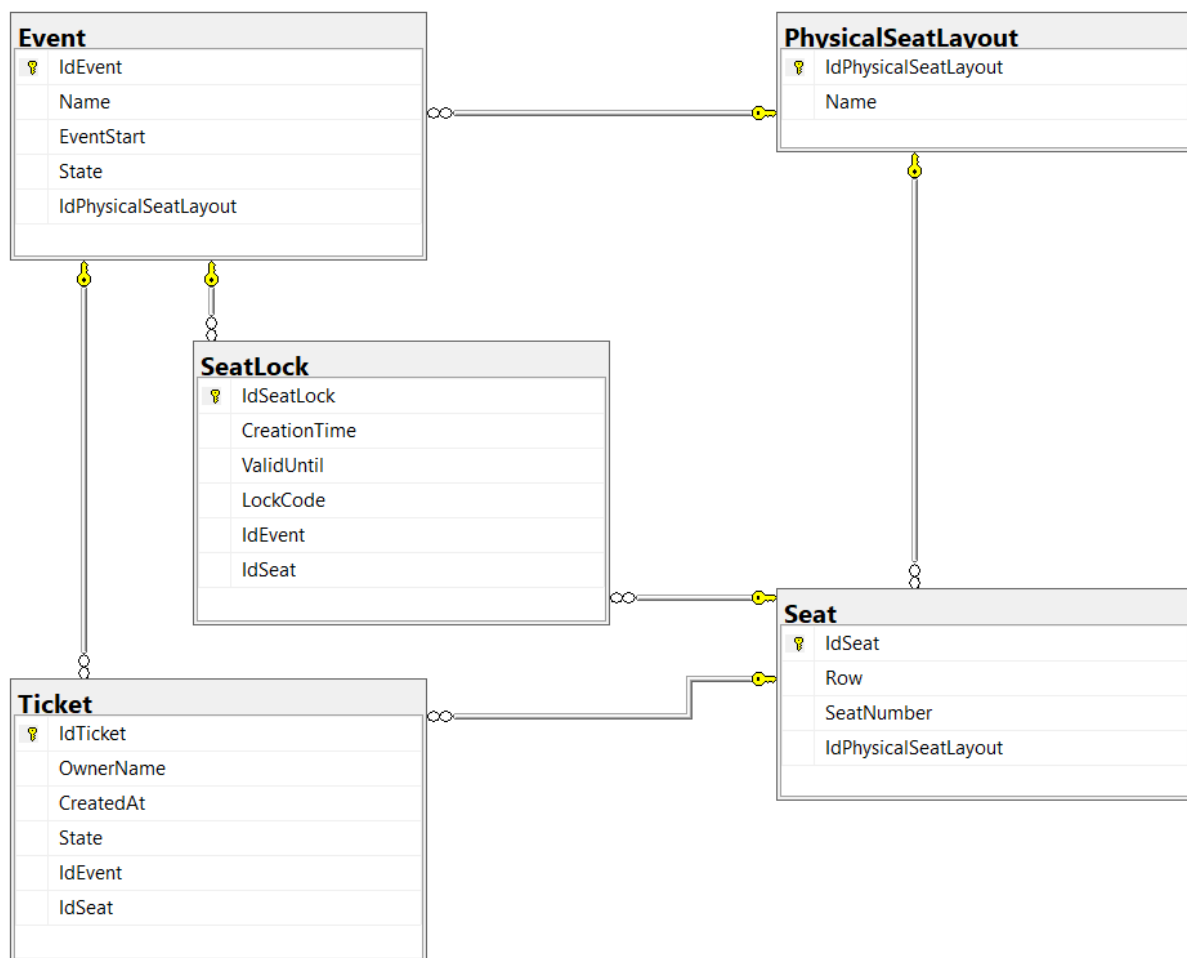 Event
IdEvent
Name
EventStart
State
IdPhysicalSeatLayout
PhysicalSeatLayout
IdPhysicalSeatLayout
Name
SeatLock
IdSeatLock
CreationTime
ValidUntil
LockCode
IdEvent
IdSeat
Seat
IdSeat
Row
SeatNumber
IdPhysicalSeatLayout
Ticket
IdTicket
OwnerName
CreatedAt
State
IdEvent
IdSeat